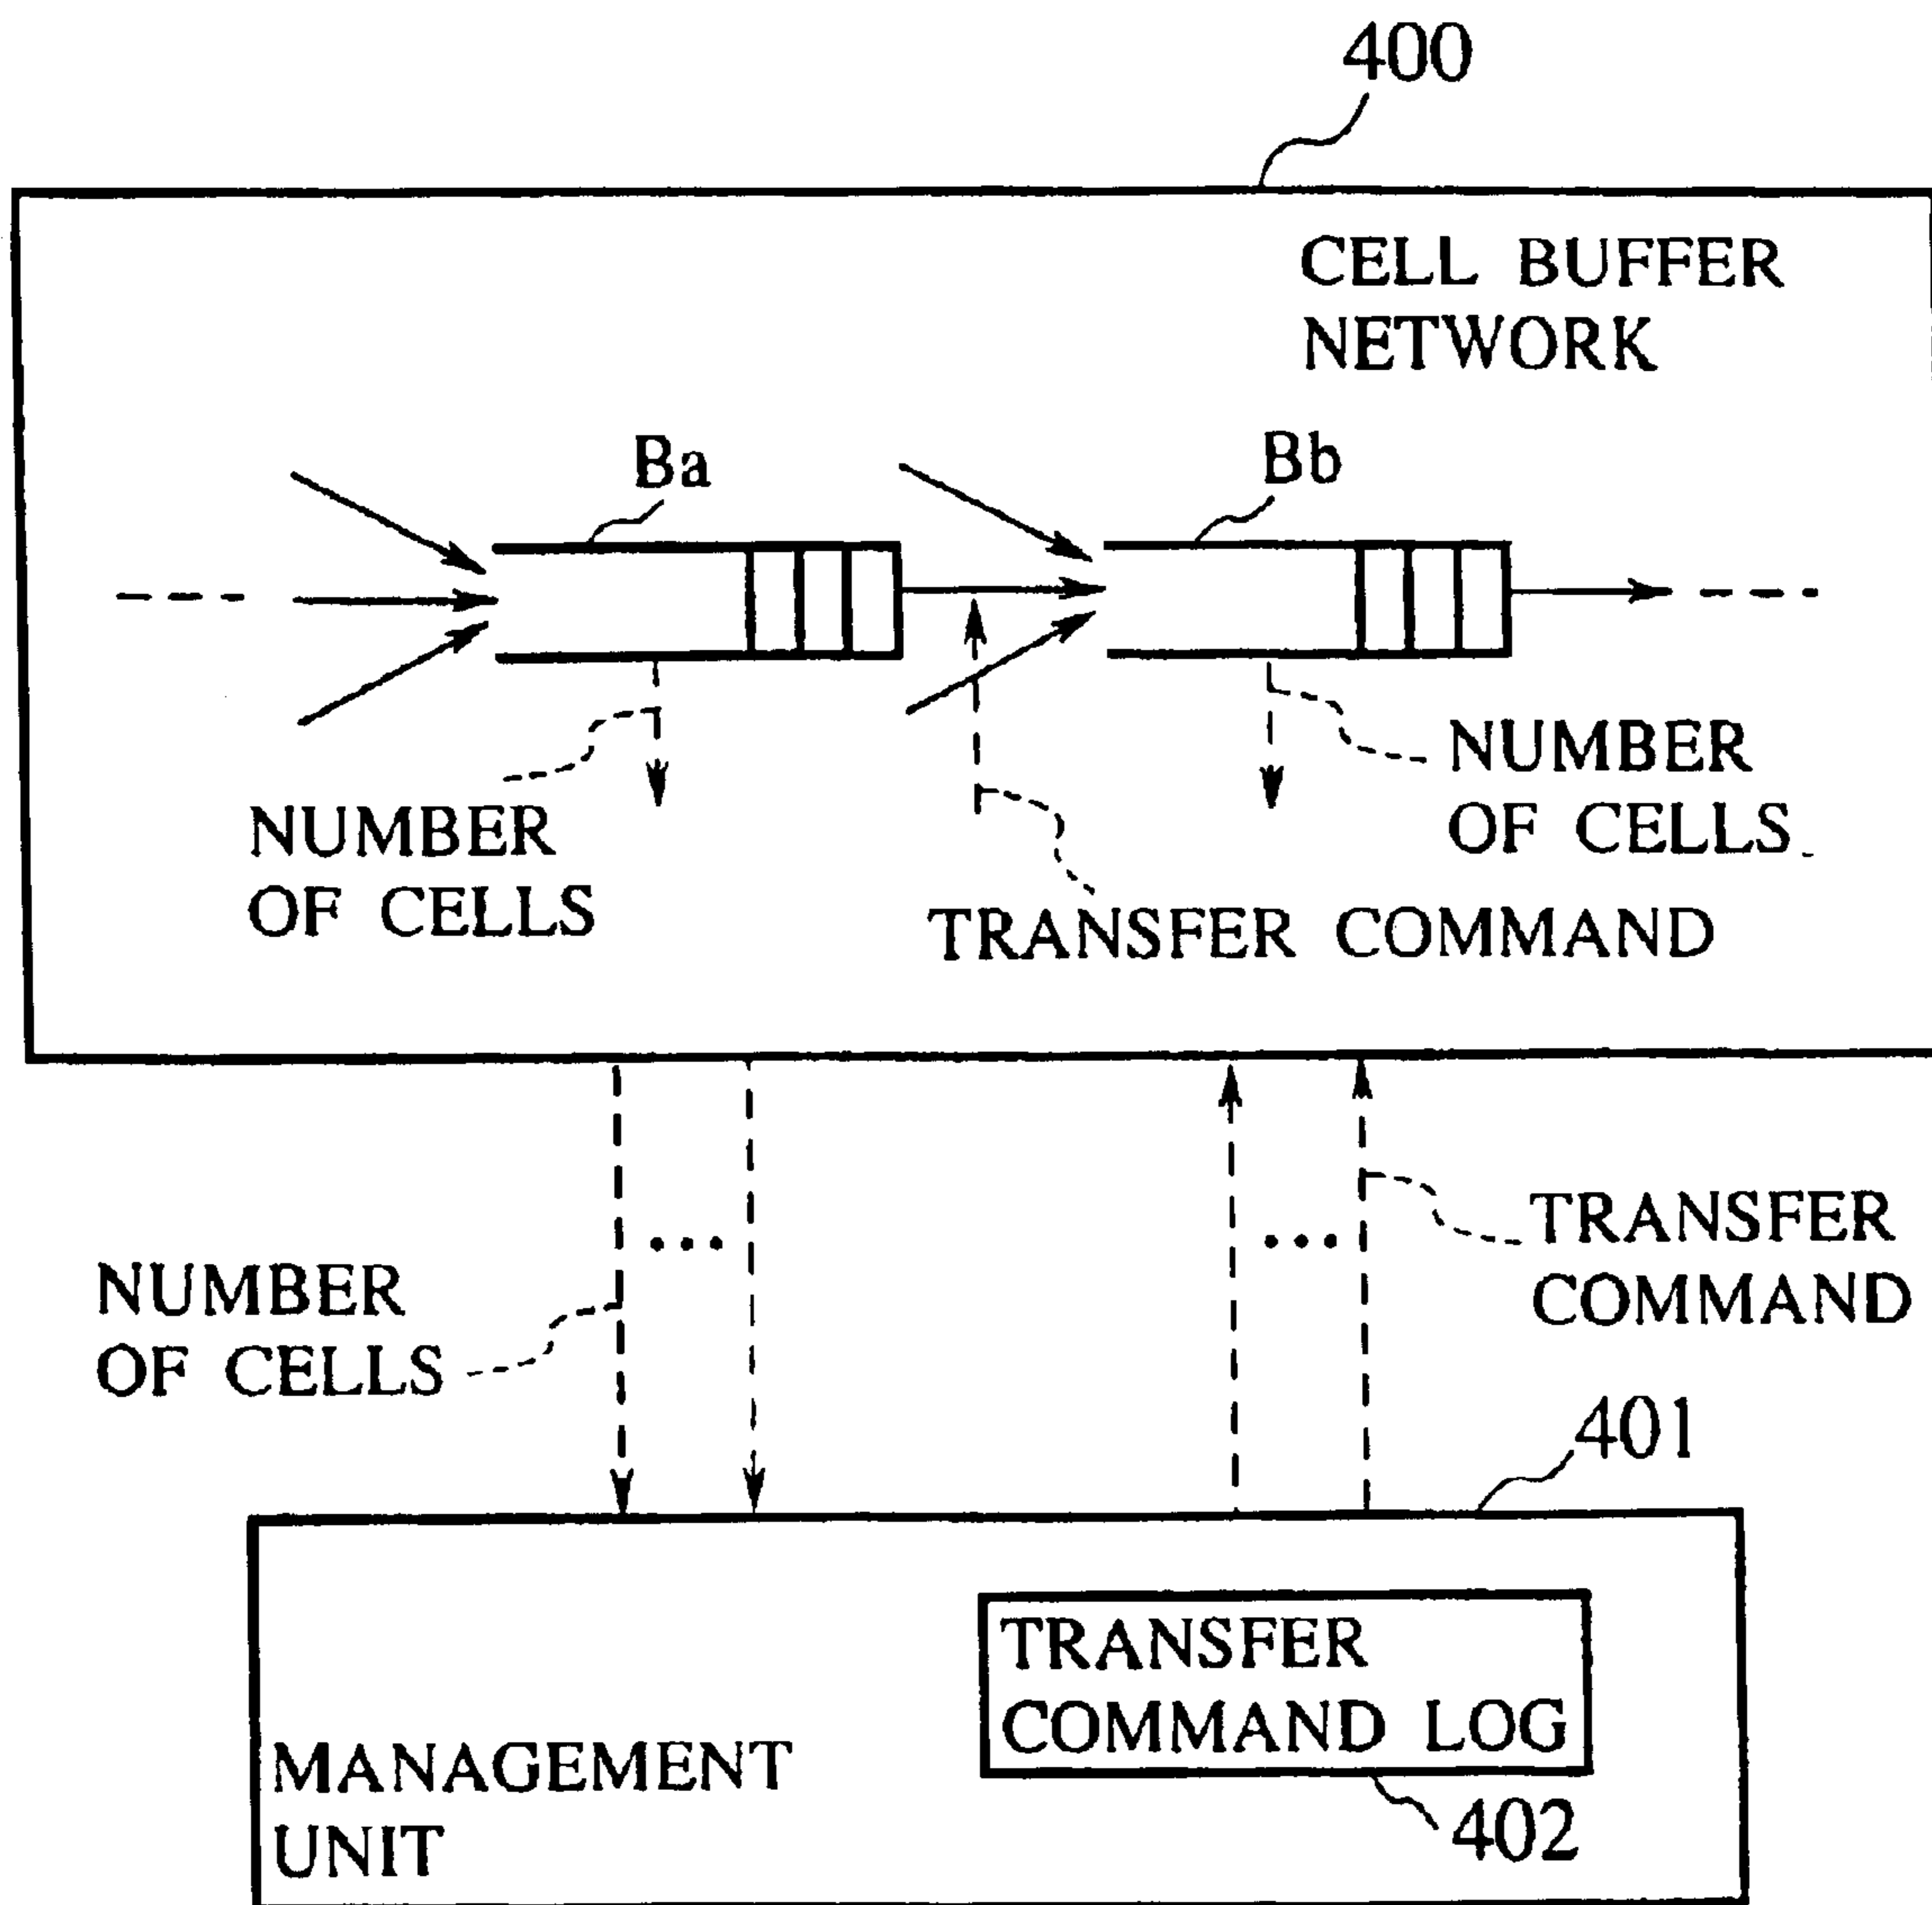 400
CELL BUFFER
NETWORK
Ba
Bb
NUMBER
OF CELLS
NUMBER
OF CELLS
TRANSFER COMMAND
NUMBER
OF CELLS
TRANSFER
COMMAND
401
TRANSFER
COMMAND LOG
402
MANAGEMENT
UNIT